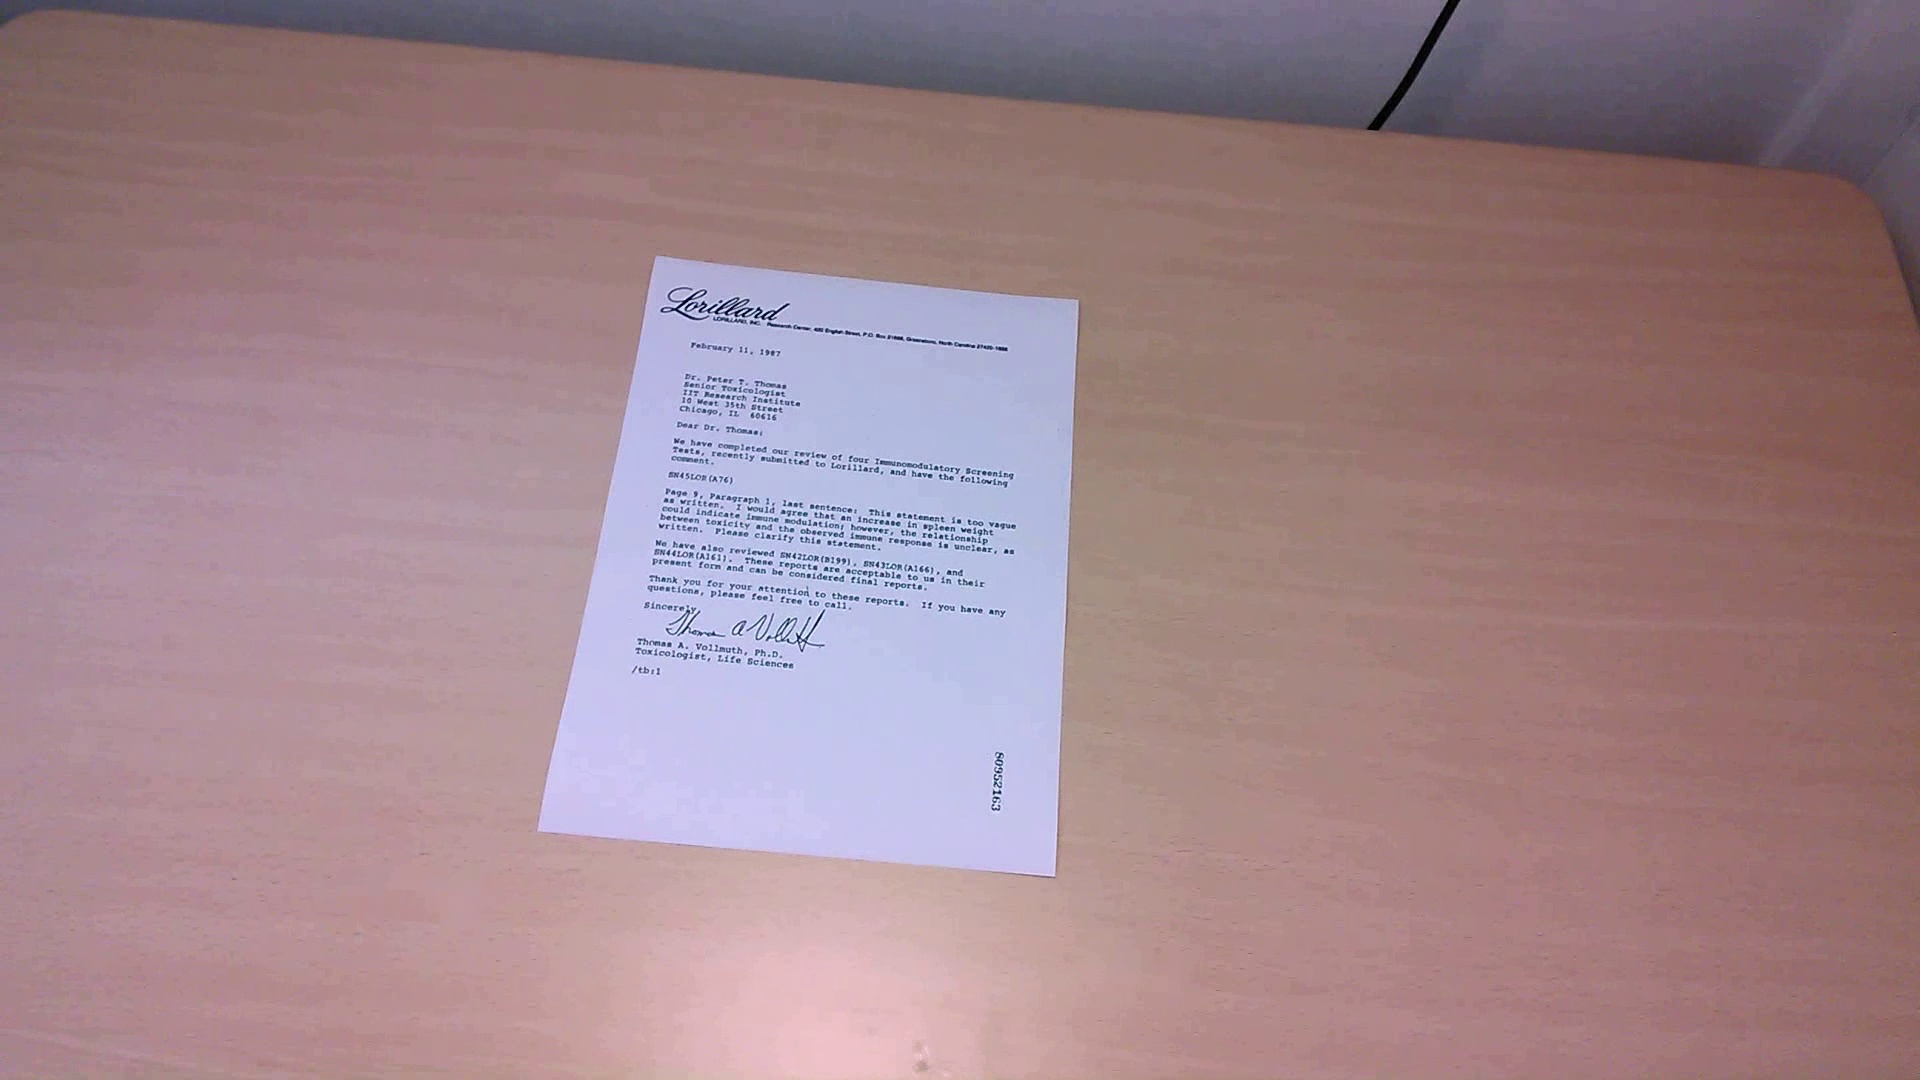 Lorillard
LORILLARD, INC. Research Center, 420 English Street, P.O. Box 21688, Greensboro, North Carolina 27420-1688
February 11, 1987
Dr. Peter T. Thomas
Senior Toxicologist
IIT Research Institute
10 West 35th Street
Chicago, IL 60616
Dear Dr. Thomas:
We have completed our review of four Immunomodulatory Screening
Tests, recently submitted to Lorillard, and have the following
comment.
SN45LOR(A76)
Page 9, Paragraph 1, last sentence: This statement is too vague
as written. I would agree that an increase in spleen weight
could indicate immune modulation; however, the relationship
between toxicity and the observed immune response is unclear, as
written. Please clarify this statement.
We have also reviewed SN42LOR(B199), SN43LOR(A166), and
SN44LOR(A161). These reports are acceptable to us in their
present form and can be considered final reports.
Thank you for your attention to these reports. If you have any
questions, please feel free to call.
Sincerely,
Thomas A Vollmuth
Thomas A. Vollmuth, Ph.D.
Toxicologist, Life Sciences
/tb:1
80952163